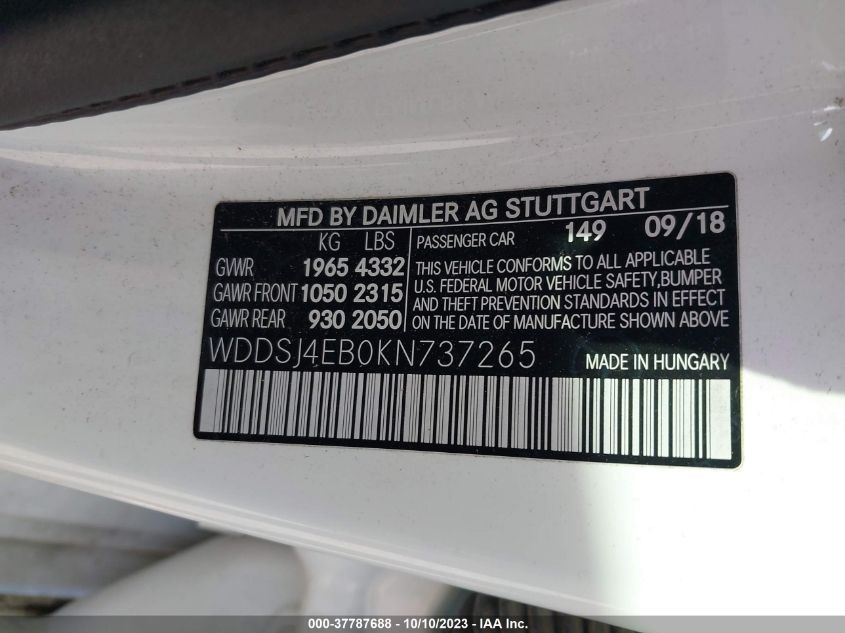 MFD BY DAIMLER AG STUTTGART
KG LBS
GVWR 1965 4332
GAWR FRONT 1050 2315
GAWR REAR 930 2050
PASSENGER CAR 149 09/18
THIS VEHICLE CONFORMS TO ALL APPLICABLE
U.S. FEDERAL MOTOR VEHICLE SAFETY,BUMPER
AND THEFT PREVENTION STANDARDS IN EFFECT
ON THE DATE OF MANUFACTURE SHOWN ABOVE
WDDSJ4EB0KN737265 MADE IN HUNGARY
000-37787688 - 10/10/2023 - IAA Inc.